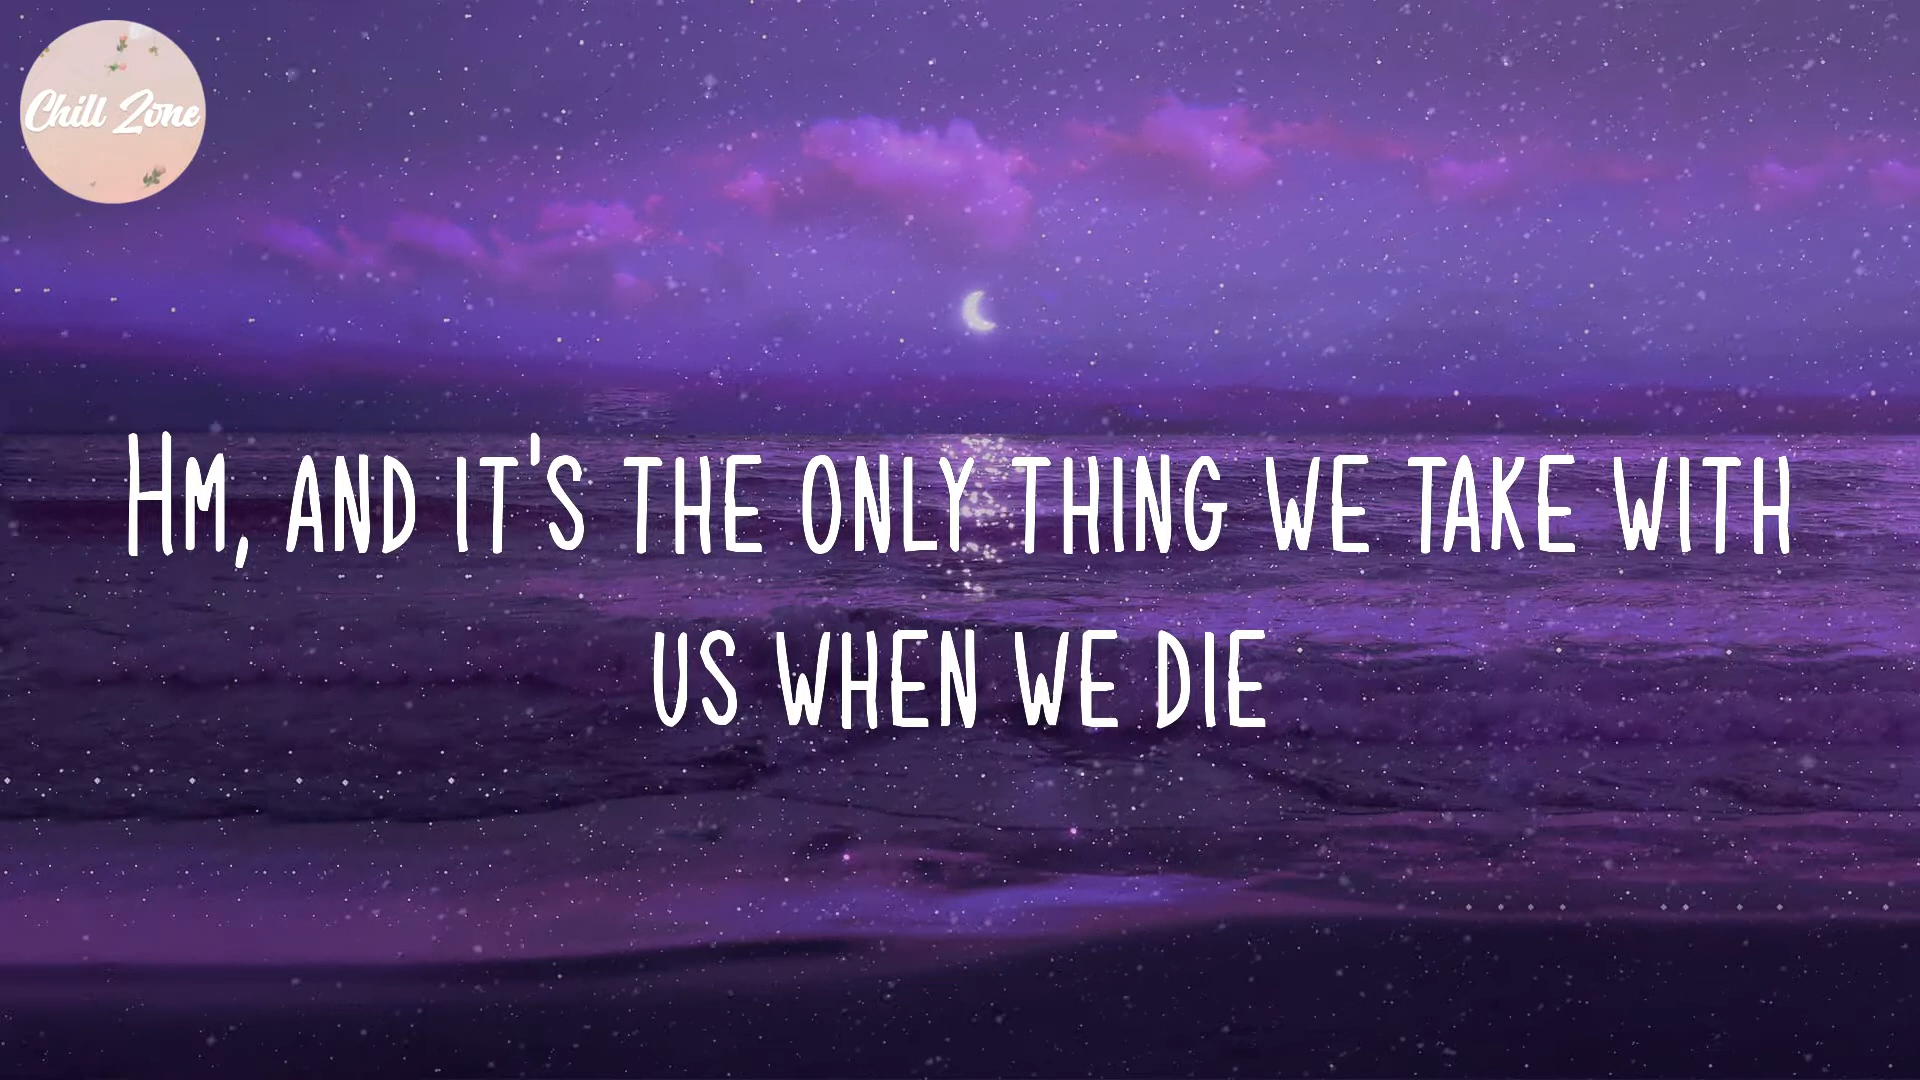 Chill Zone
Hm, and it's the only thing we take with
us when we die